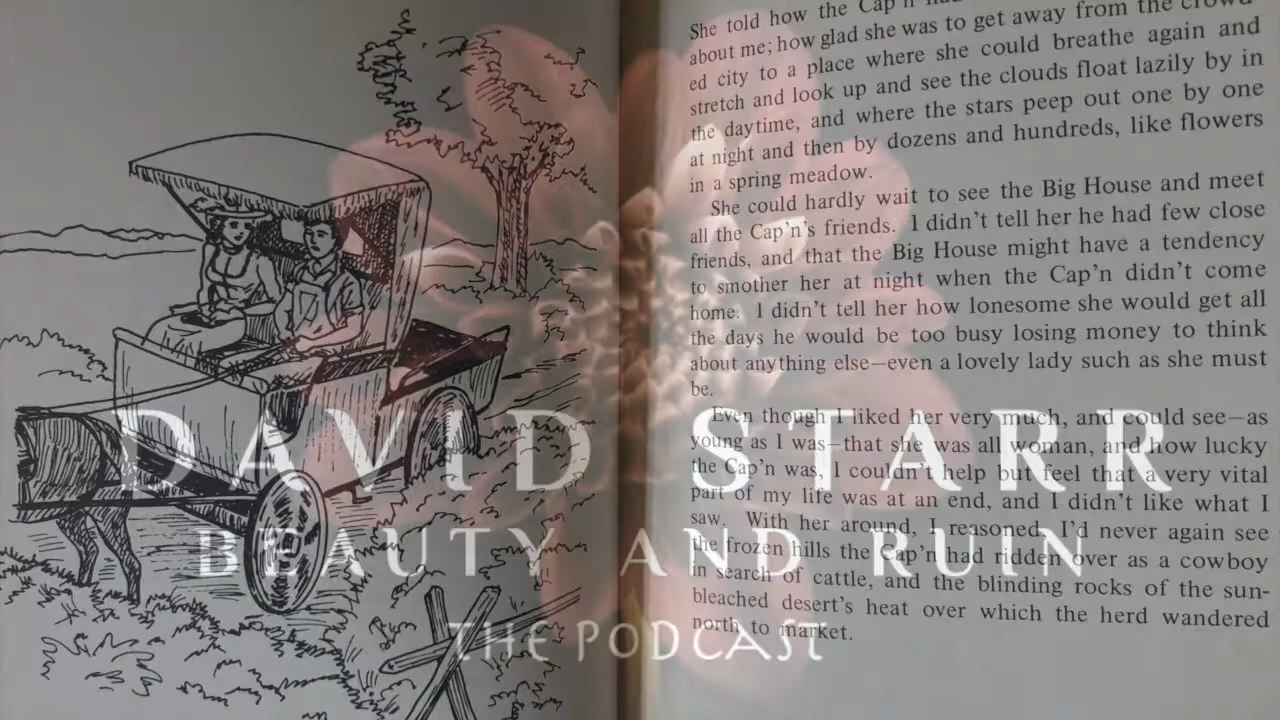 She told how the Cap'n
about me; how glad she was to get away from the crowd-
ed city to a place where she could breathe again and
stretch and look up and see the clouds float lazily by in
the daytime, and where the stars peep out one by one
at night and then by dozens and hundreds, like flowers
in a spring meadow.
She could hardly wait to see the Big House and meet
all the Cap'n's friends. I didn't tell her he had few close
friends, and that the Big House might have a tendency
to smother her at night when the Cap'n didn't come
home. I didn't tell her how lonesome she would get all
the days he would be too busy losing money to think
about anything else—even a lovely lady such as she must
be.
Even though I liked her very much, and could see—as
young as I was—that she was all woman, and how lucky
the Cap'n was, I couldn't help but feel that a very vital
part of my life was at an end, and I didn't like what I
saw. With her around, I reasoned, I'd never again see
the frozen hills the Cap'n had ridden over as a cowboy
in search of cattle, and the blinding rocks of the sun-
bleached desert's heat over which the herd wandered
north to market.
DAVID STARR
BEAUTY AND RUIN
THE PODCAST